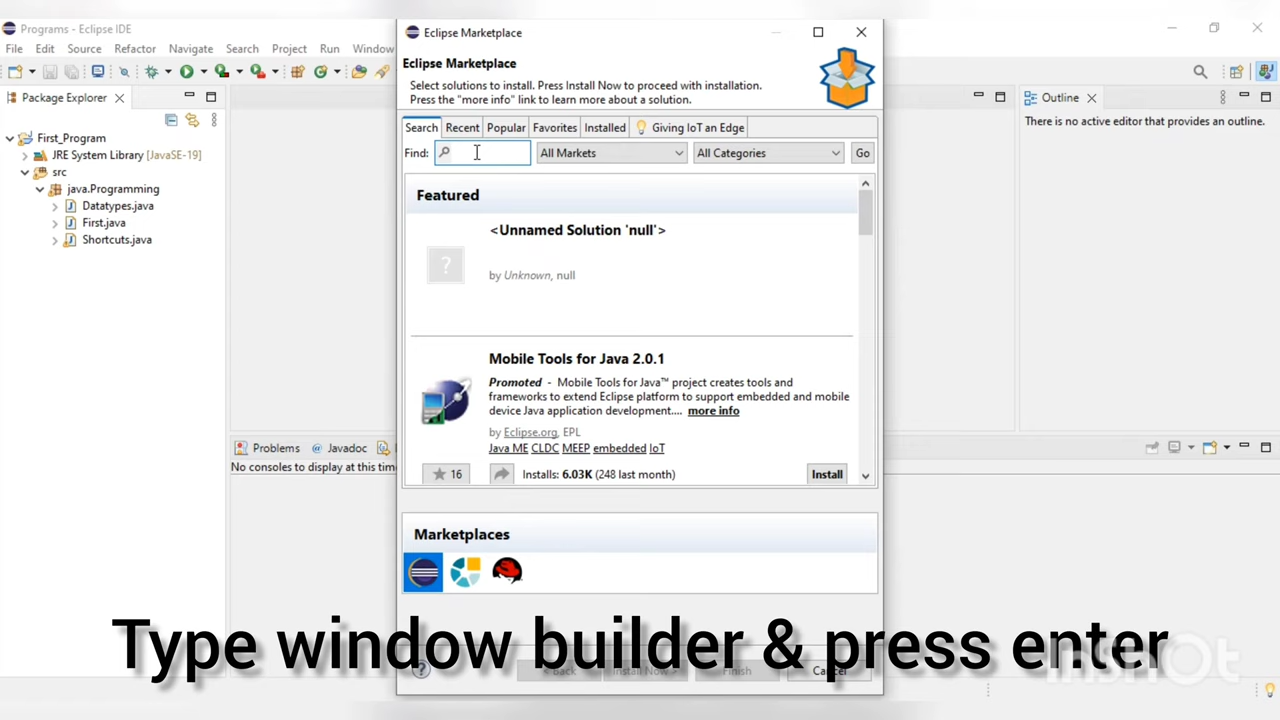 Programs - Eclipse IDE
File Edit Source Refactor Navigate Search Project Run Window
Package Explorer
First_Program
JRE System Library [JavaSE-19]
src
java.Programming
Datatypes.java
First.java
Shortcuts.java
Eclipse Marketplace
Eclipse Marketplace
Select solutions to install. Press Install Now to proceed with installation.
Press the "more info" link to learn more about a solution.
Search Recent Popular Favorites Installed Giving IoT an Edge
Find: All Markets All Categories Go
Featured
<Unnamed Solution 'null'>
by Unknown, null
Mobile Tools for Java 2.0.1
Promoted - Mobile Tools for Java™ project creates tools and
frameworks to extend Eclipse platform to support embedded and mobile
device Java application development.... more info
by Eclipse.org, EPL
Java ME CLDC MEEP embedded IoT
16 Installs: 6.03K (248 last month) Install
Marketplaces
< Back Install Now > Finish Cancel
Outline
There is no active editor that provides an outline.
Problems Javadoc
No consoles to display at this time
Type window builder & press enter
InShOt